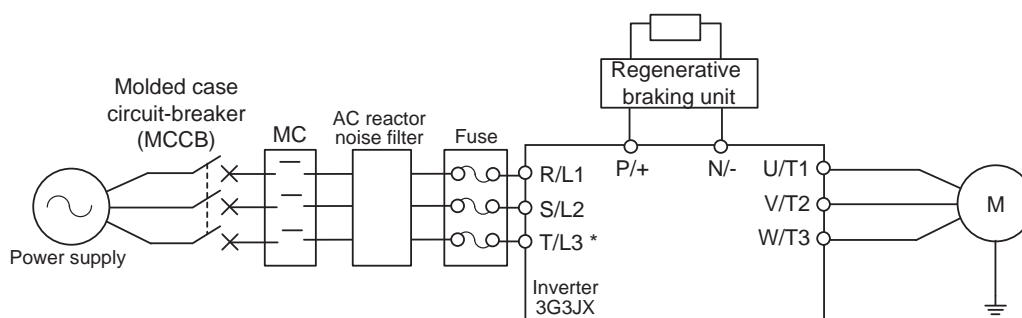 Molded case
circuit-breaker
(MCCB)
Power supply
MC
AC reactor
noise filter
Fuse
Regenerative
braking unit
P/+
N/-
R/L1
S/L2
T/L3 *
Inverter
3G3JX
U/T1
V/T2
W/T3
M